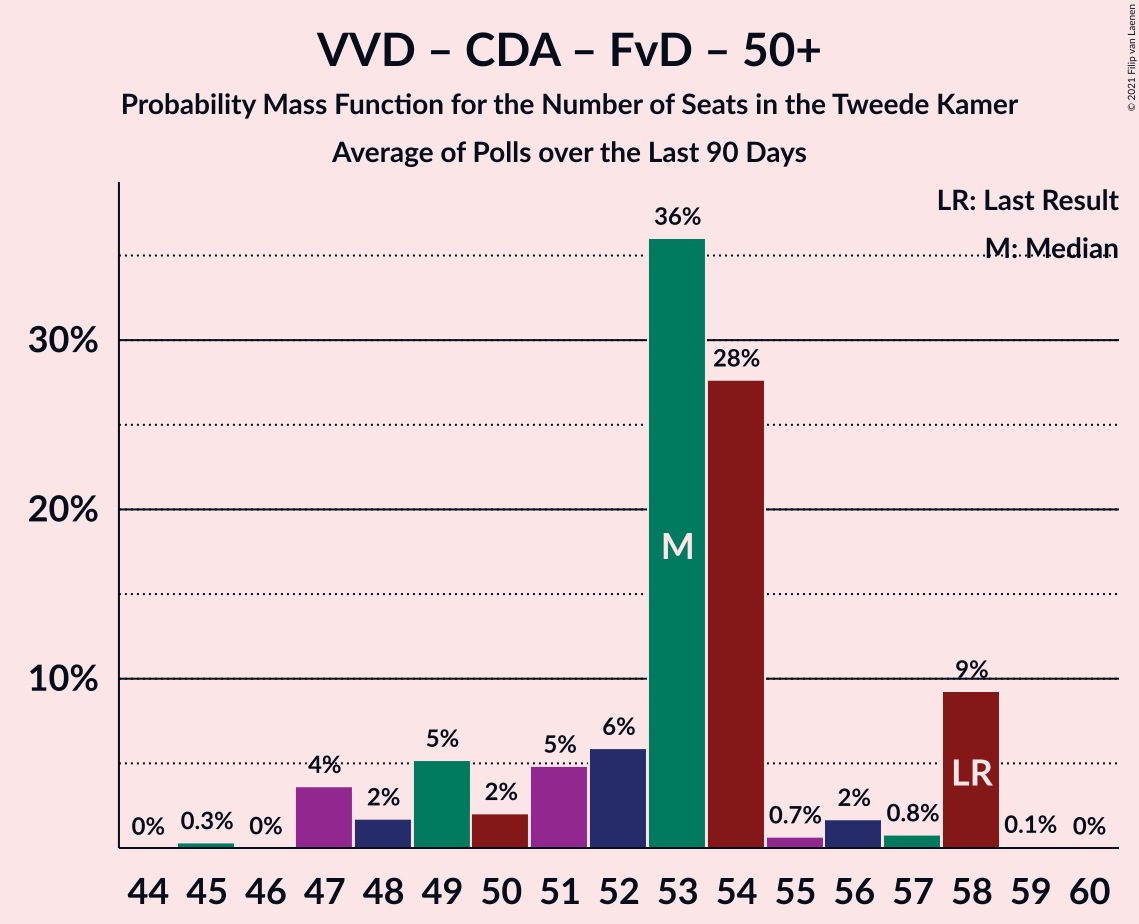 VVD – CDA – FvD – 50+
Probability Mass Function for the Number of Seats in the Tweede Kamer
Average of Polls over the Last 90 Days
© 2021 Filip van Laenen
LR: Last Result
M: Median
36%
30%
28%
20%
M
10%
9%
6%
5%
5%
4%
LR
2%
2%
2%
0.7%
0.8%
0%
0.3%
0%
0.1%
0%
44 45 46 47 48 49 50 51 52 53 54 55 56 57 58 59 60